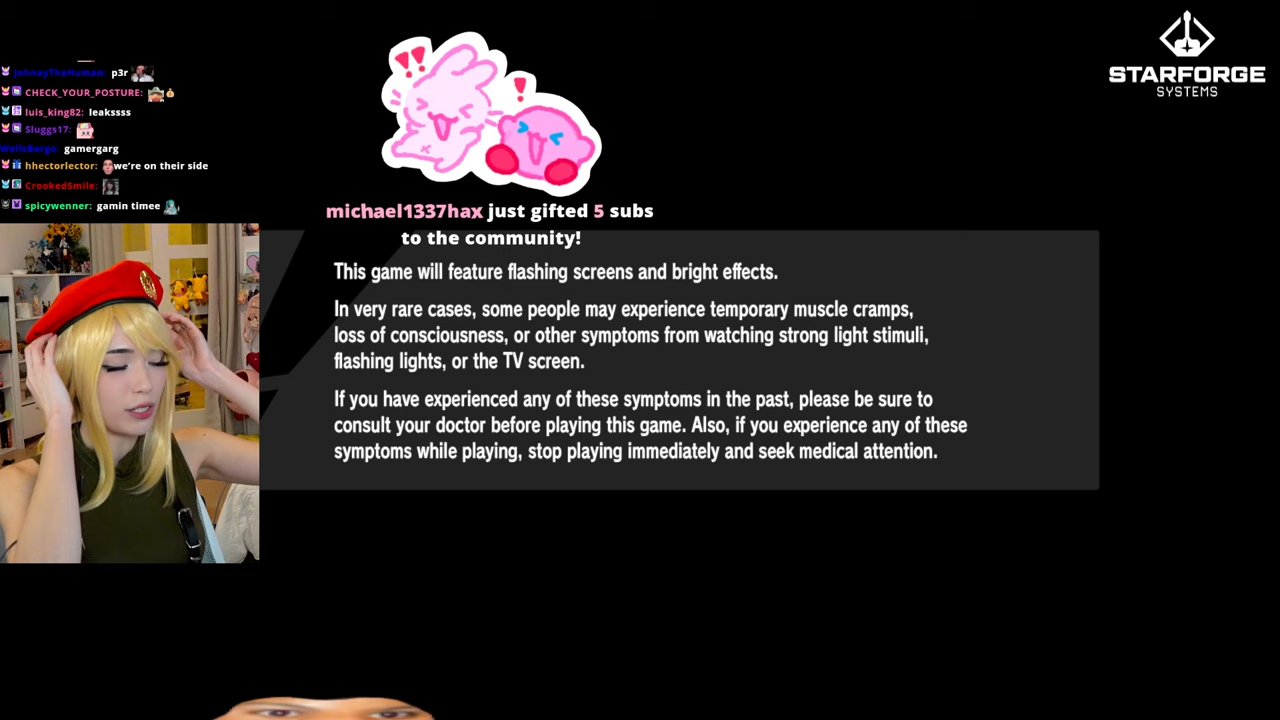 STARFORGE
SYSTEMS
JohnayTheHuman: p3r
CHECK_YOUR_POSTURE:
luis_king82: leakssss
Sluggs17:
gamergarg
hhectorlector: we're on their side
CrookedSmile:
spicywenner: gamin timee
michael1337hax just gifted 5 subs
to the community!
This game will feature flashing screens and bright effects.
In very rare cases, some people may experience temporary muscle cramps,
loss of consciousness, or other symptoms from watching strong light stimuli,
flashing lights, or the TV screen.
If you have experienced any of these symptoms in the past, please be sure to
consult your doctor before playing this game. Also, if you experience any of these
symptoms while playing, stop playing immediately and seek medical attention.